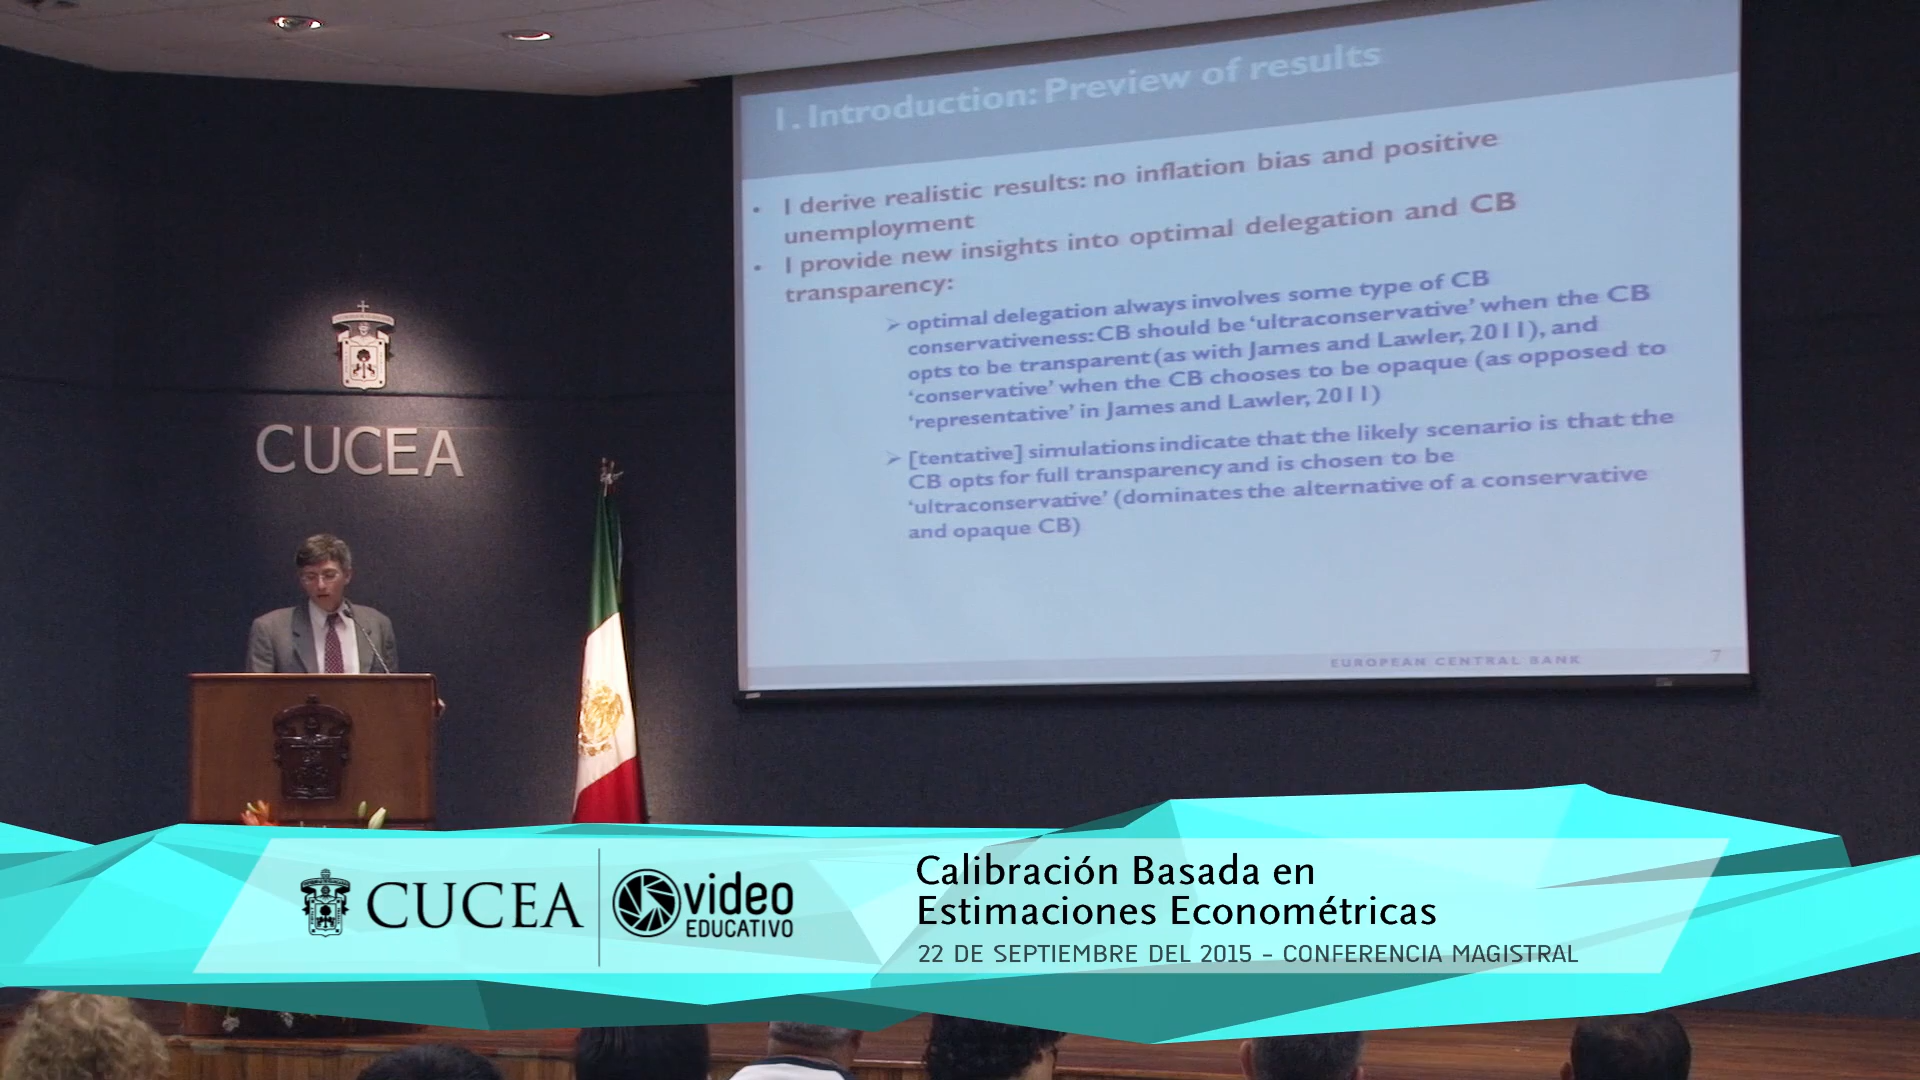 1. Introduction: Preview of results
• I derive realistic results: no inflation bias and positive
unemployment
• I provide new insights into optimal delegation and CB
transparency:
➢ optimal delegation always involves some type of CB
conservativeness: CB should be ‘ultraconservative’ when the CB
opts to be transparent (as with James and Lawler, 2011), and
‘conservative’ when the CB chooses to be opaque (as opposed to
‘representative’ in James and Lawler, 2011)
➢ [tentative] simulations indicate that the likely scenario is that the
CB opts for full transparency and is chosen to be
‘ultraconservative’ (dominates the alternative of a conservative
and opaque CB)
EUROPEAN CENTRAL BANK 7
CUCEA
CUCEA
video
EDUCATIVO
Calibración Basada en
Estimaciones Econométricas
22 DE SEPTIEMBRE DEL 2015 - CONFERENCIA MAGISTRAL